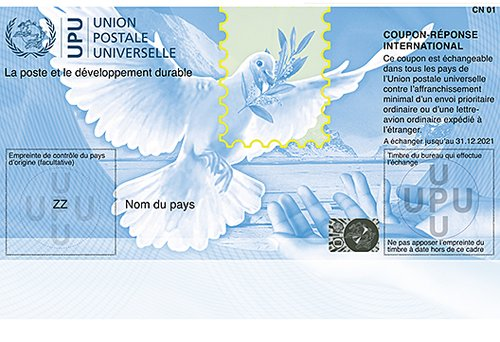 CN 01
UPU
UNION
POSTALE
UNIVERSELLE
La poste et le développement durable
COUPON-RÉPONSE
INTERNATIONAL
Ce coupon est échangeable
dans tous les pays de
l'Union postale universelle
contre l'affranchissement
minimal d'un envoi prioritaire
ordinaire ou d'une lettre-
avion ordinaire expédié à
l'étranger.
A échanger jusqu'au 31.12.2021
Empreinte de contrôle du pays
d'origine (facultative)
UPU
UPU
ZZ
Nom du pays
Timbre du bureau qui effectue
l'échange
UPU
UPU
Ne pas apposer l'empreinte du
timbre à date hors de ce cadre